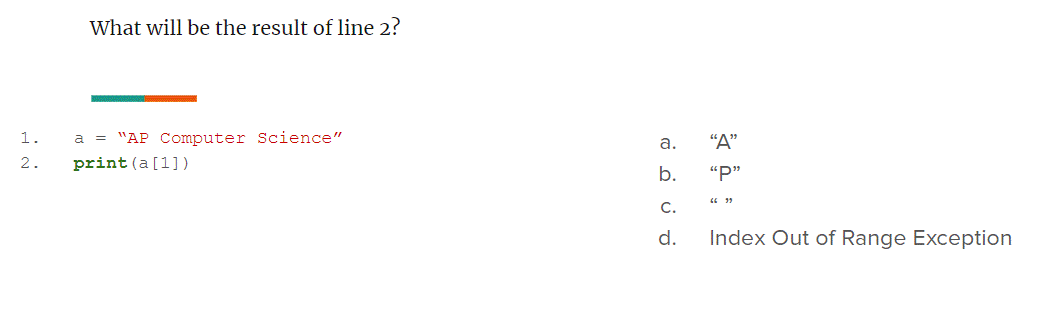 What will be the result of line 2?
1. a = “AP Computer Science”
2. print(a[1])
a. “A”
b. “P”
c. “ ”
d. Index Out of Range Exception